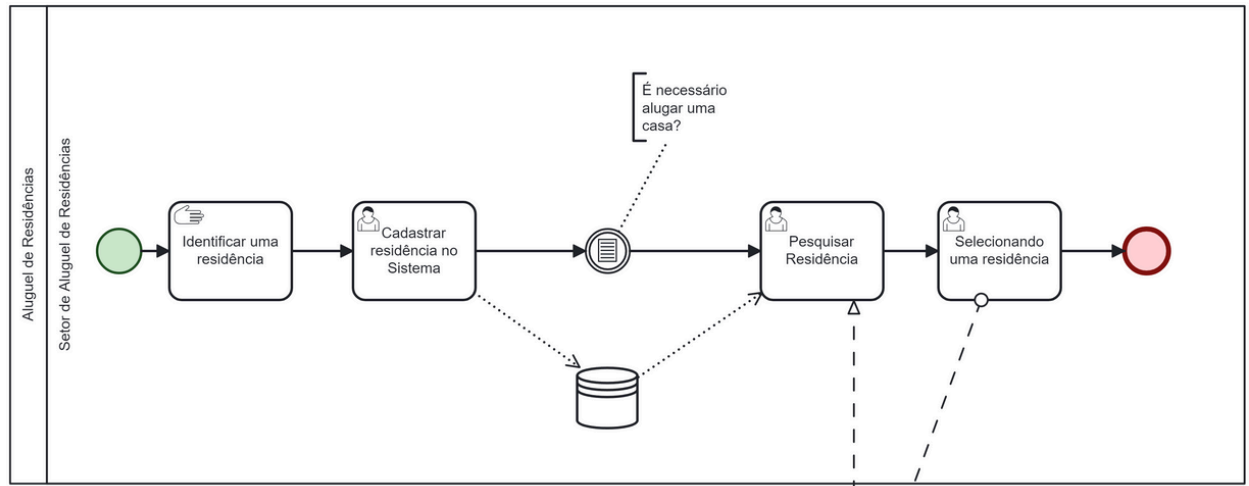 Aluguel de Residências
Setor de Aluguel de Residências
É necessário
alugar uma
casa?
Identificar uma
residência
Cadastrar
residência no
Sistema
Pesquisar
Residência
Selecionando
uma residência